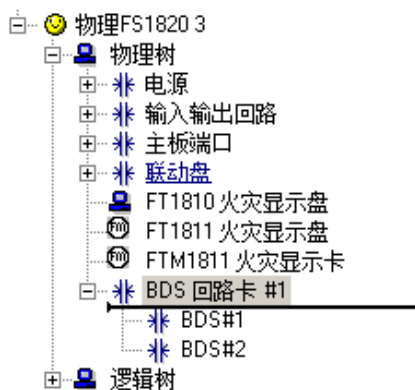 物理FS1820 3
物理树
电源
输入输出回路
主板端口
联动盘
FT1810 火灾显示盘
FT1811 火灾显示盘
FTM1811 火灾显示卡
BDS 回路卡 #1
BDS#1
BDS#2
逻辑树